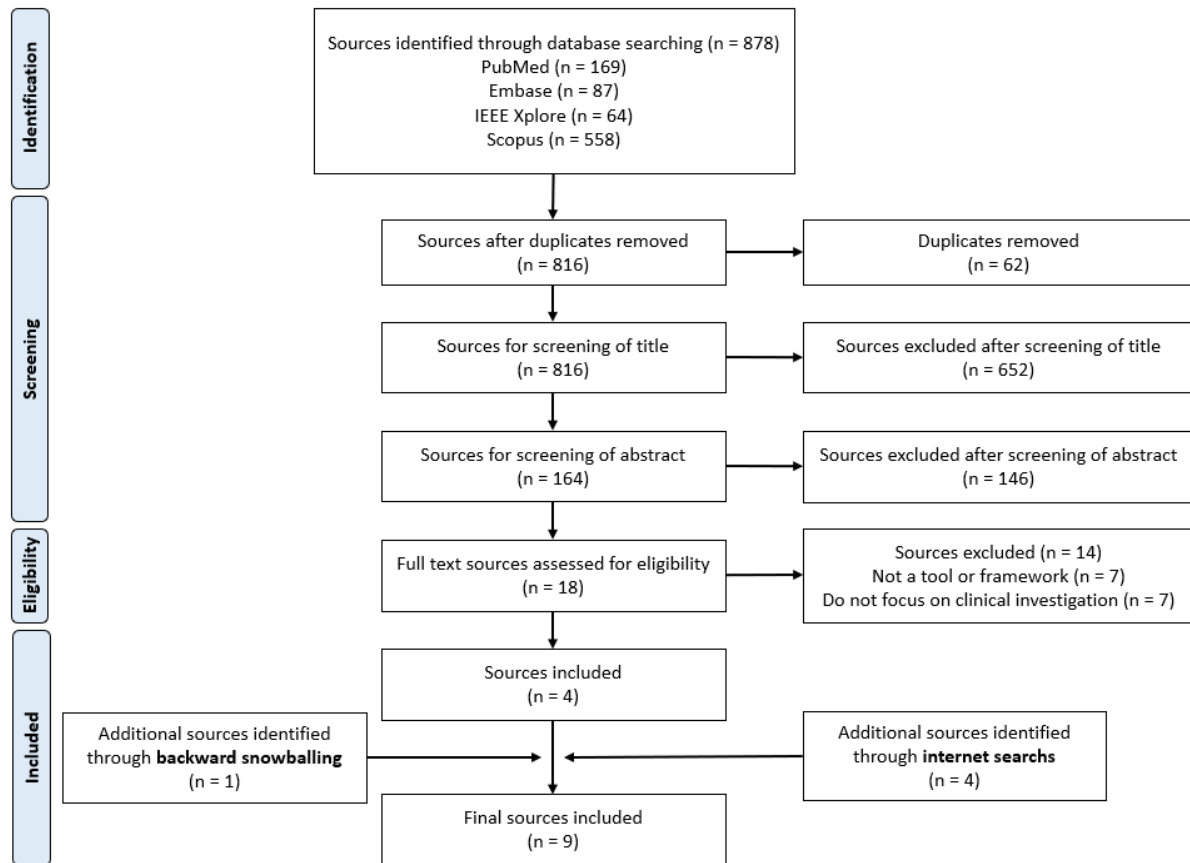 Identification
Sources identified through database searching (n = 878)
PubMed (n = 169)
Embase (n = 87)
IEEE Xplore (n = 64)
Scopus (n = 558)
Screening
Sources after duplicates removed
(n = 816)
Duplicates removed
(n = 62)
Sources for screening of title
(n = 816)
Sources excluded after screening of title
(n = 652)
Sources for screening of abstract
(n = 164)
Sources excluded after screening of abstract
(n = 146)
Eligibility
Full text sources assessed for eligibility
(n = 18)
Sources excluded (n = 14)
Not a tool or framework (n = 7)
Do not focus on clinical investigation (n = 7)
Included
Sources included
(n = 4)
Additional sources identified
through backward snowballing
(n = 1)
Additional sources identified
through internet searchs
(n = 4)
Final sources included
(n = 9)